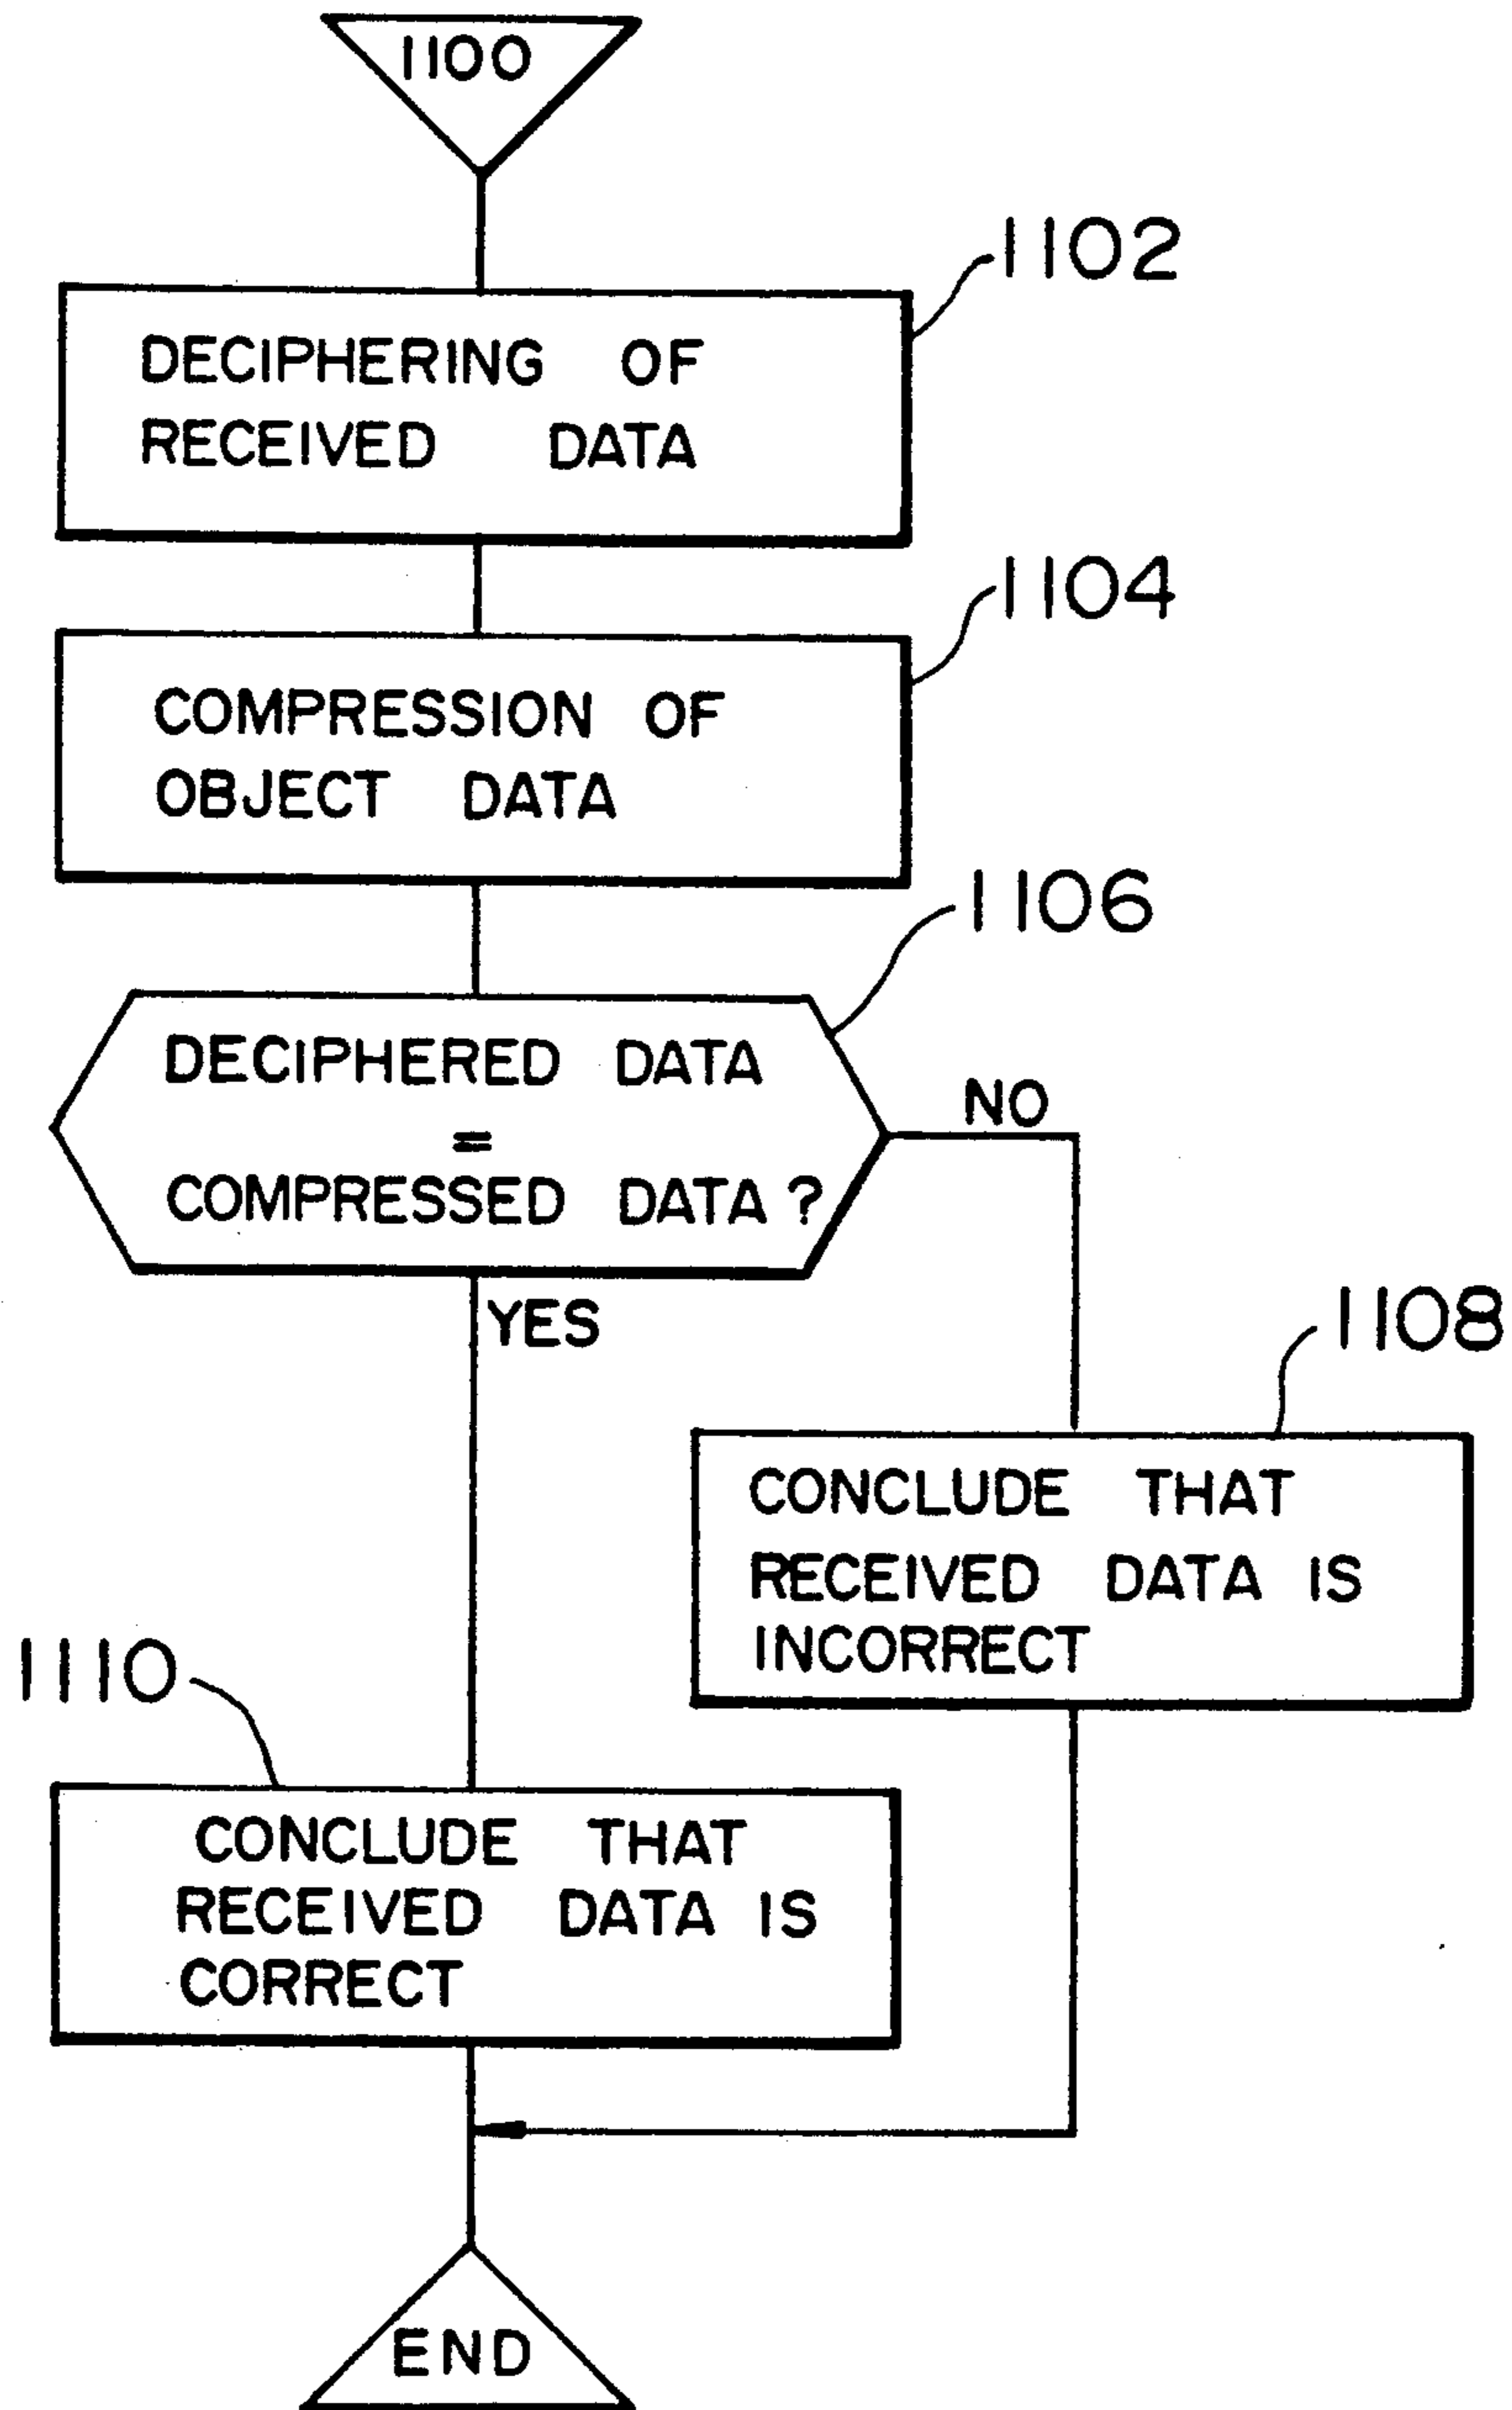 1100
1102
DECIPHERING OF
RECEIVED DATA
1104
COMPRESSION OF
OBJECT DATA
1106
DECIPHERED DATA
=
COMPRESSED DATA?
NO
YES
1108
CONCLUDE THAT
RECEIVED DATA IS
INCORRECT
1110
CONCLUDE THAT
RECEIVED DATA IS
CORRECT
END